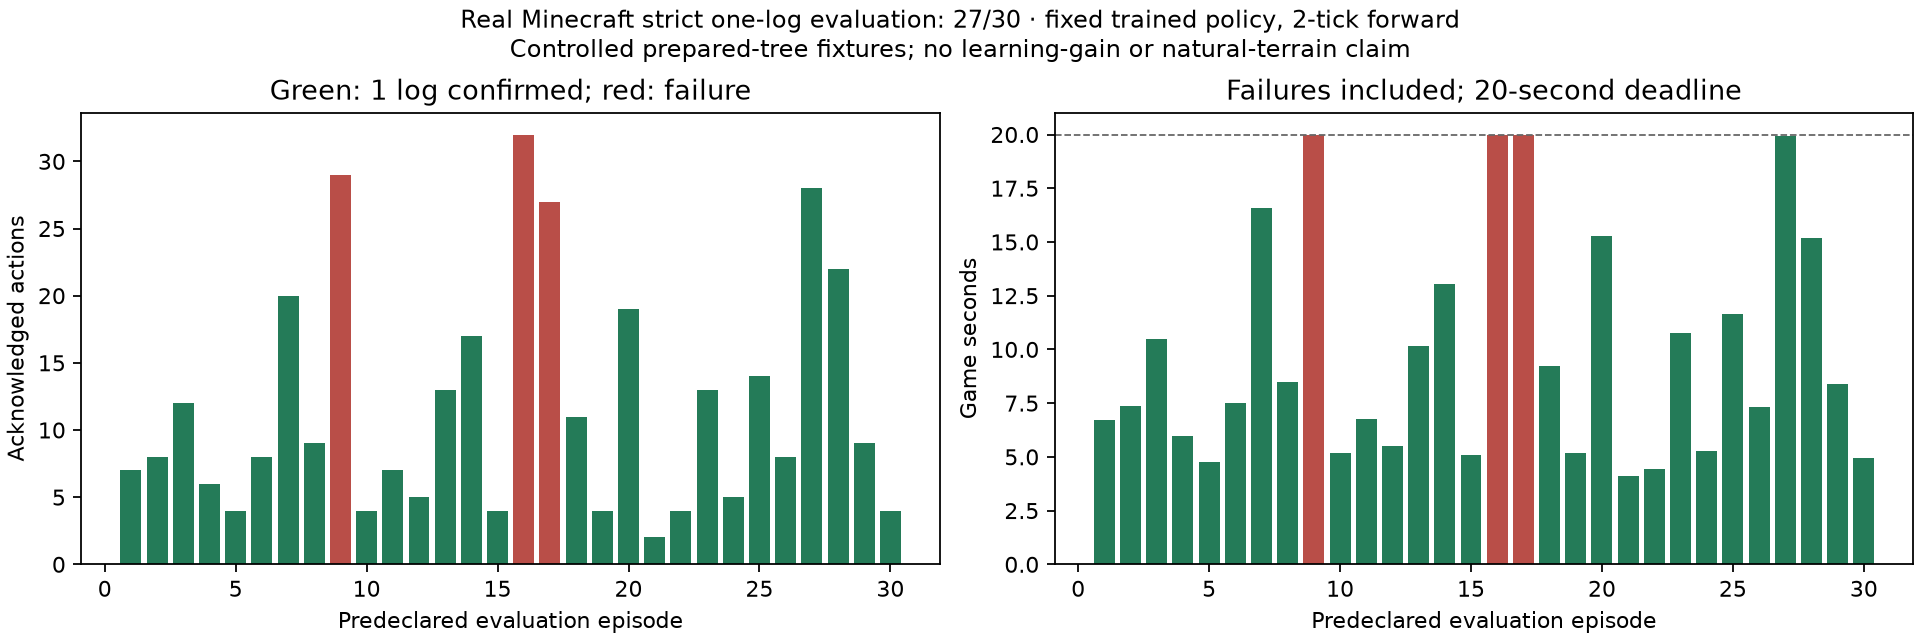 Real Minecraft strict one-log evaluation: 27/30 · fixed trained policy, 2-tick forward
Controlled prepared-tree fixtures; no learning-gain or natural-terrain claim
Green: 1 log confirmed; red: failure
Acknowledged actions
30
25
20
15
10
5
0
0 5 10 15 20 25 30
Predeclared evaluation episode
Failures included; 20-second deadline
Game seconds
20.0
17.5
15.0
12.5
10.0
7.5
5.0
2.5
0.0
0 5 10 15 20 25 30
Predeclared evaluation episode